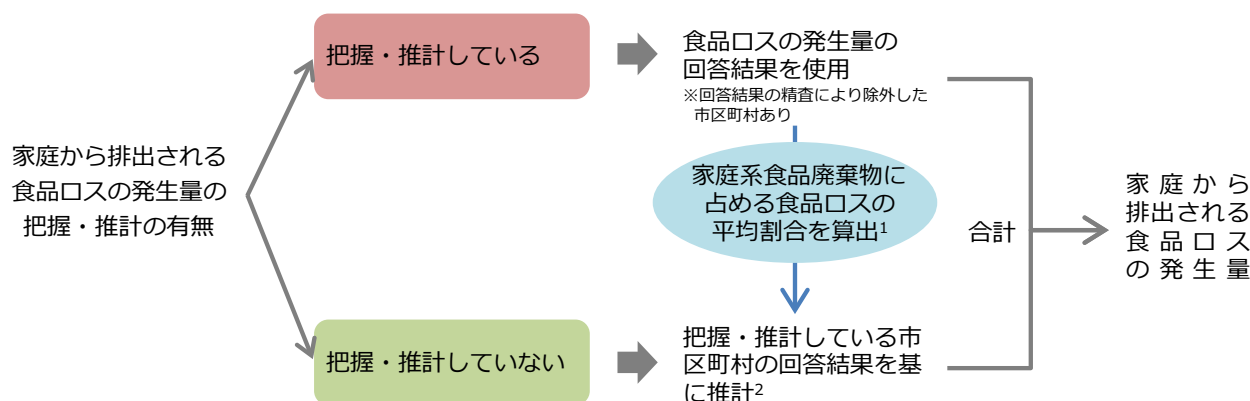 家庭から排出される
食品ロスの発生量の
把握・推計の有無
把握・推計している
食品ロスの発生量の
回答結果を使用
※回答結果の精査により除外した
市区町村あり
家庭系食品廃棄物に
占める食品ロスの
平均割合を算出1
把握・推計していない
把握・推計している市
区町村の回答結果を基
に推計2
合計
家庭から
排出される
食品ロス
の発生量